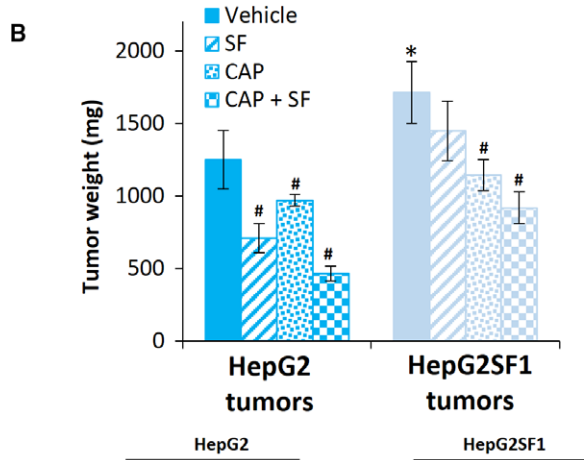 B
Vehicle
SF
CAP
CAP + SF
Tumor weight (mg)
2000
1500
1000
500
0
*
#
#
#
#
#
HepG2
tumors
HepG2SF1
tumors
HepG2
HepG2SF1